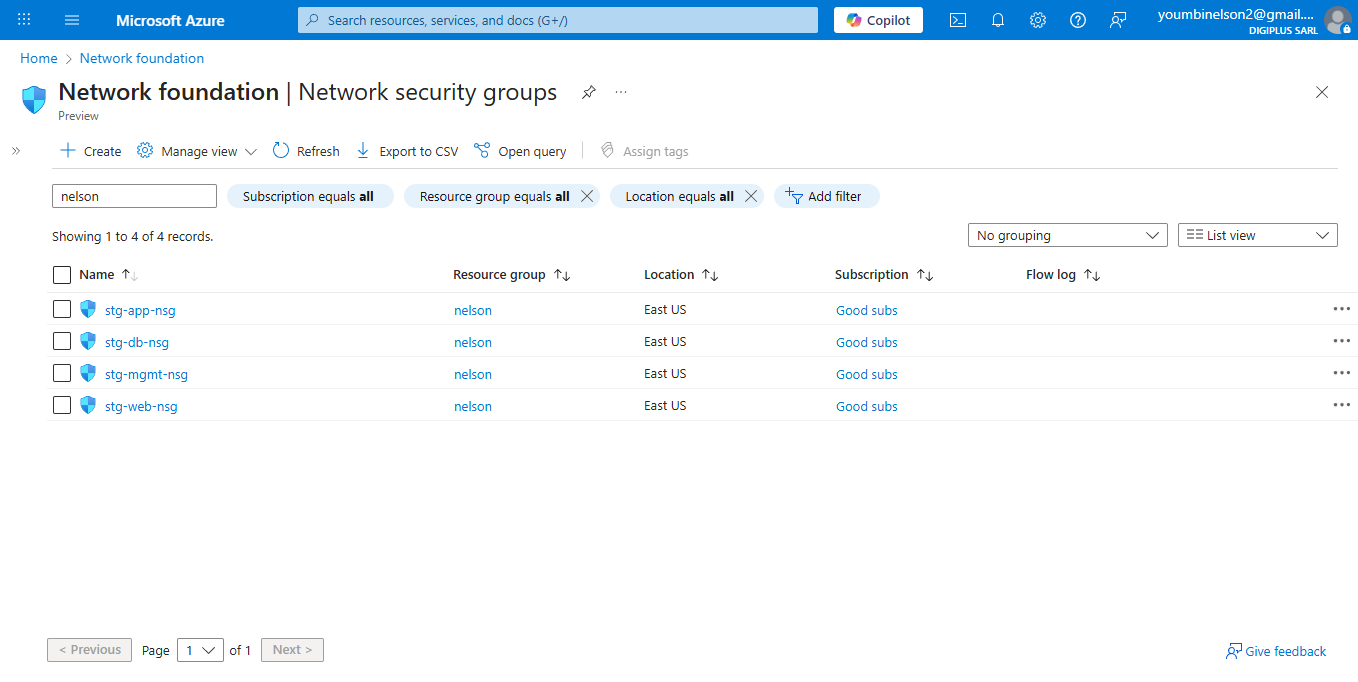 Microsoft Azure
Search resources, services, and docs (G+/)
Copilot
youmbinelson2@gmail....
DIGIPLUS SARL
Home > Network foundation
Network foundation | Network security groups
...
Preview
Create
Manage view
Refresh
Export to CSV
Open query
Assign tags
nelson
Subscription equals all
Resource group equals all
Location equals all
Add filter
Showing 1 to 4 of 4 records.
No grouping
List view
Name
Resource group
Location
Subscription
Flow log
stg-app-nsg nelson East US Good subs
stg-db-nsg nelson East US Good subs
stg-mgmt-nsg nelson East US Good subs
stg-web-nsg nelson East US Good subs
< Previous
Page 1 of 1
Next >
Give feedback